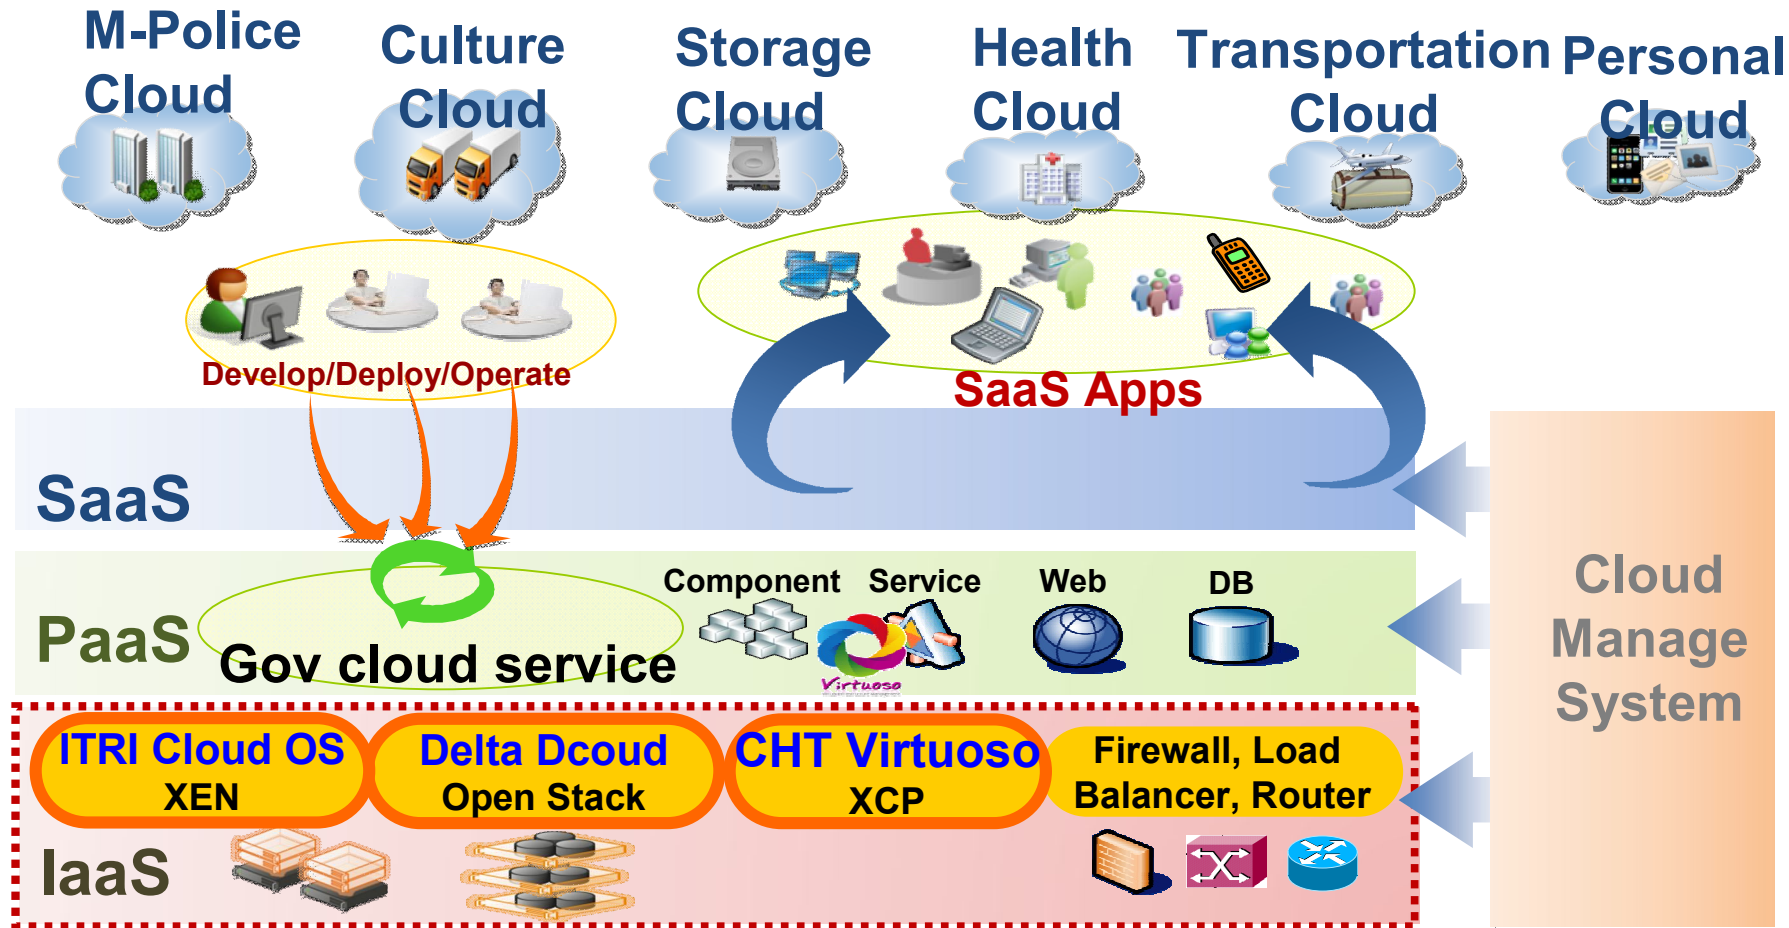 M-Police
Cloud
Culture
Cloud
Storage
Cloud
Health
Cloud
Transportation
Cloud
Personal
Cloud
Develop/Deploy/Operate
SaaS Apps
SaaS
PaaS
Gov cloud service
Component
Service
Web
DB
Virtuoso
Cloud
Manage
System
ITRI Cloud OS
XEN
Delta Dcoud
Open Stack
CHT Virtuoso
XCP
Firewall, Load
Balancer, Router
IaaS